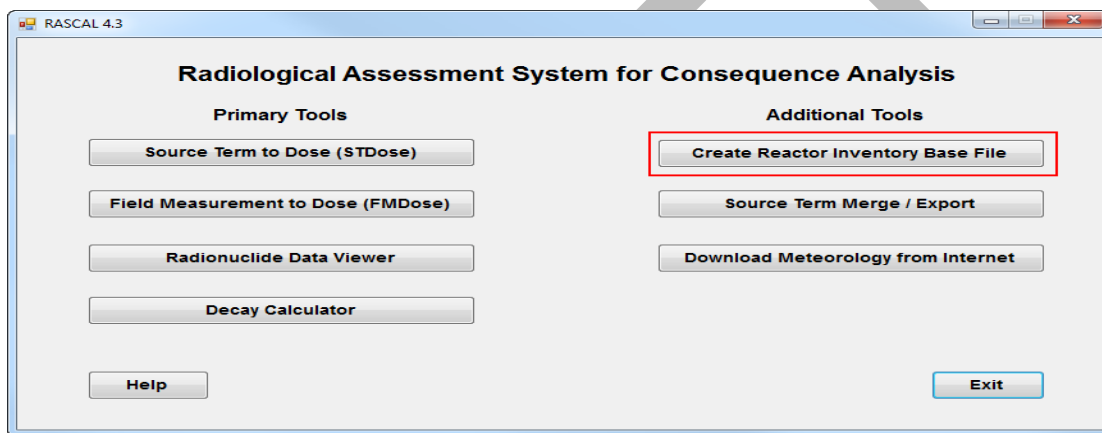 RASCAL 4.3
Radiological Assessment System for Consequence Analysis
Primary Tools
Source Term to Dose (STDose)
Field Measurement to Dose (FMDose)
Radionuclide Data Viewer
Decay Calculator
Help
Additional Tools
Create Reactor Inventory Base File
Source Term Merge / Export
Download Meteorology from Internet
Exit